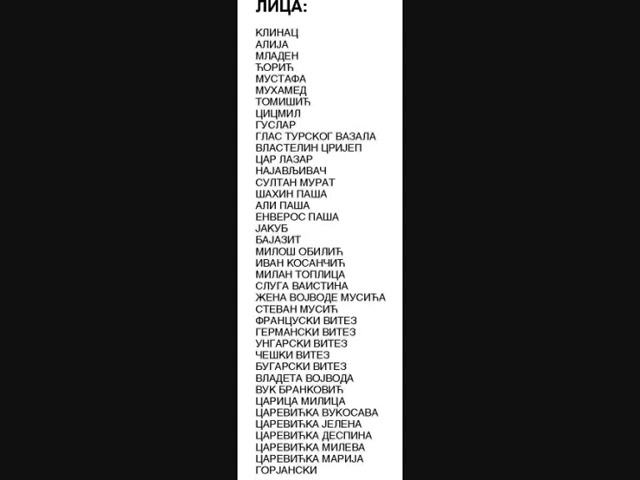 ЛИЦА:
КЛИНАЦ
АЛИЈА
МЛАДЕН
ЋОРИЋ
МУСТАФА
МУХАМЕД
ТОМИШИЋ
ЦИЦМИЛ
ГУСЛАР
ГЛАС ТУРСКОГ ВАЗАЛА
ВЛАСТЕЛИН ЦРИЈЕП
ЦАР ЛАЗАР
НАЈАВЉИВАЧ
СУЛТАН МУРАТ
ШАХИН ПАША
АЛИ ПАША
ЕНВЕРОС ПАША
ЈАКУБ
БАЈАЗИТ
МИЛОШ ОБИЛИЋ
ИВАН КОСАНЧИЋ
МИЛАН ТОПЛИЦА
СЛУГА ВАИСТИНА
ЖЕНА ВОЈВОДЕ МУСИЋА
СТЕВАН МУСИЋ
ФРАНЦУСКИ ВИТЕЗ
ГЕРМАНСКИ ВИТЕЗ
УНГАРСКИ ВИТЕЗ
ЧЕШКИ ВИТЕЗ
БУГАРСКИ ВИТЕЗ
ВЛАДЕТА ВОЈВОДА
ВУК БРАНКОВИЋ
ЦАРИЦА МИЛИЦА
ЦАРЕВИЋКА ВУКОСАВА
ЦАРЕВИЋКА ЈЕЛЕНА
ЦАРЕВИЋКА ДЕСПИНА
ЦАРЕВИЋКА МИЛЕВА
ЦАРЕВИЋКА МАРИЈА
ГОРЈАНСКИ